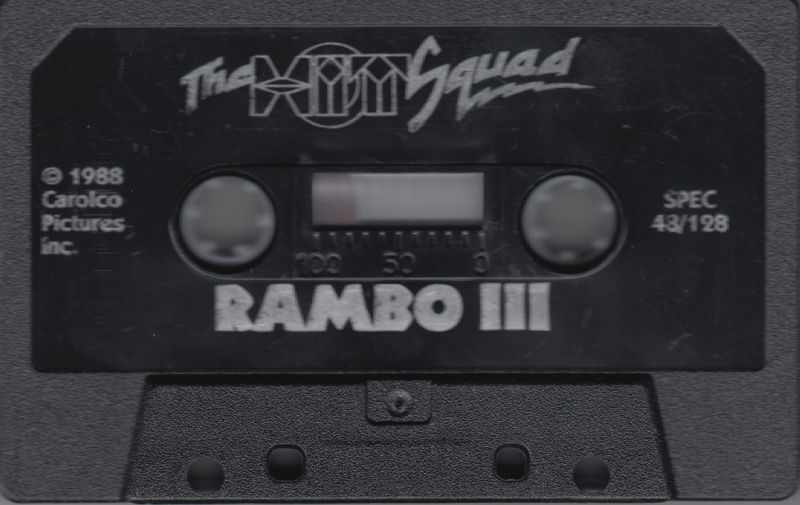 The HIT Squad
© 1988
Carolco
Pictures
inc.
SPEC
48/128
100 50 0
RAMBO III